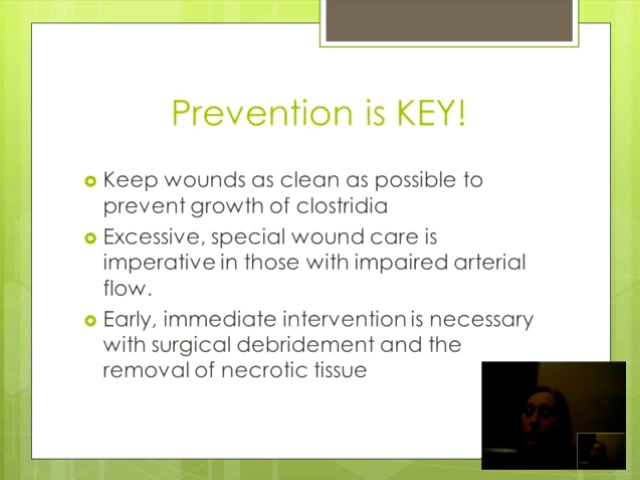 Prevention is KEY!
Keep wounds as clean as possible to
prevent growth of clostridia
Excessive, special wound care is
imperative in those with impaired arterial
flow.
Early, immediate intervention is necessary
with surgical debridement and the
removal of necrotic tissue